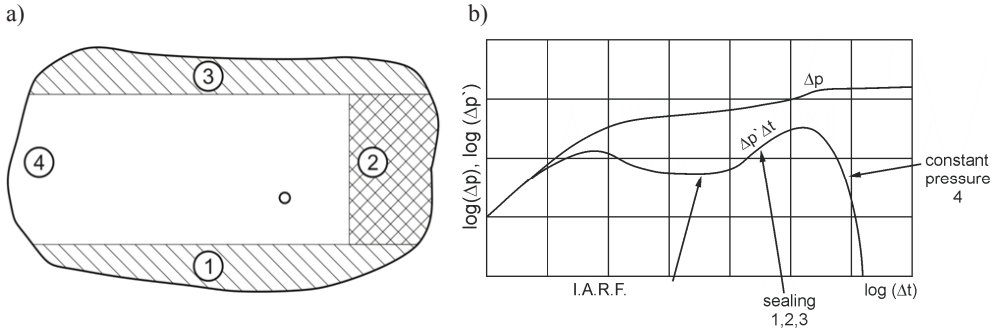 a)
3
4
2
1
b)
log(Δp), log (Δp`)
Δp
Δp`Δt
constant
pressure
4
I.A.R.F.
sealing
1,2,3
log (Δt)